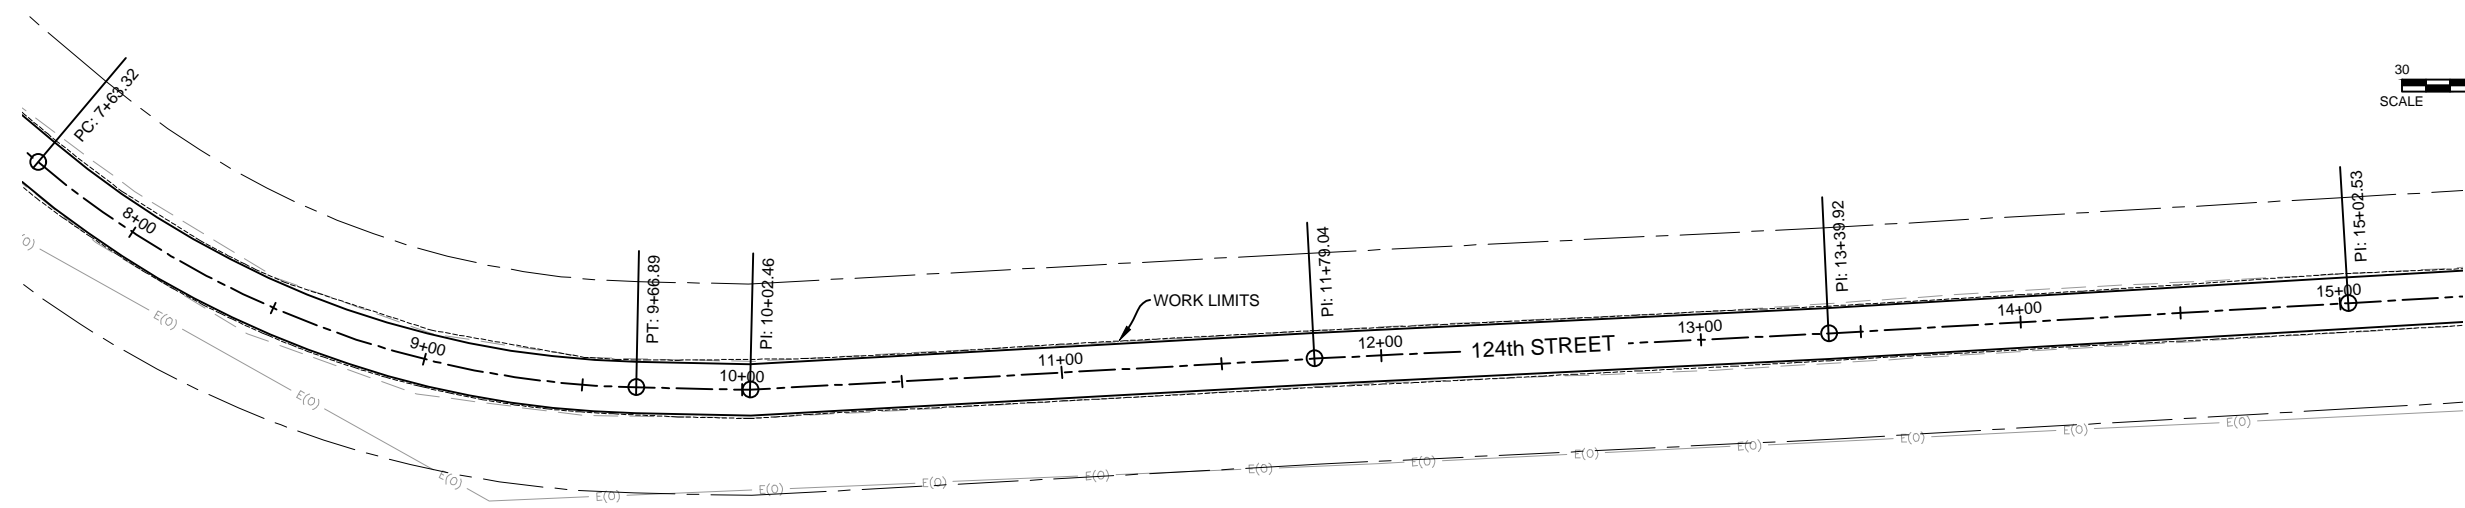 30
SCALE
PC: 7+63.32
8+00
9+00
PT: 9+66.89
10+00
PI: 10+02.46
11+00
WORK LIMITS
PI: 11+79.04
12+00
124th STREET
13+00
PI: 13+39.92
14+00
15+00
PI: 15+02.53
E(O)
E(O)
E(O)
E(O)
E(O)
E(O)
E(O)
E(O)
E(O)
E(O)
E(O)
E(O)
E(O)
E(O)